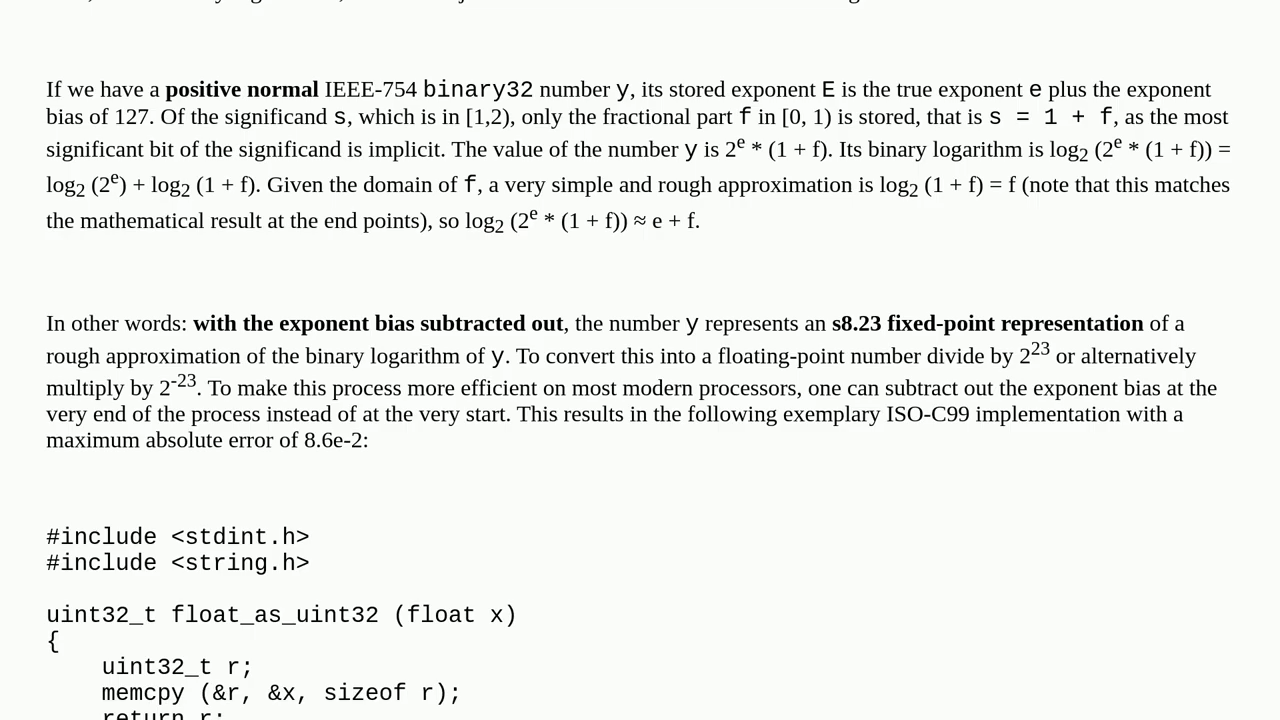 If we have a positive normal IEEE-754 binary32 number y, its stored exponent E is the true exponent e plus the exponent
bias of 127. Of the significand s, which is in [1,2), only the fractional part f in [0, 1) is stored, that is s = 1 + f, as the most
significant bit of the significand is implicit. The value of the number y is 2^e * (1 + f). Its binary logarithm is log₂ (2^e * (1 + f)) =
log₂ (2^e) + log₂ (1 + f). Given the domain of f, a very simple and rough approximation is log₂ (1 + f) = f (note that this matches
the mathematical result at the end points), so log₂ (2^e * (1 + f)) ≈ e + f.
In other words: with the exponent bias subtracted out, the number y represents an s8.23 fixed-point representation of a
rough approximation of the binary logarithm of y. To convert this into a floating-point number divide by 2^23 or alternatively
multiply by 2^-23. To make this process more efficient on most modern processors, one can subtract out the exponent bias at the
very end of the process instead of at the very start. This results in the following exemplary ISO-C99 implementation with a
maximum absolute error of 8.6e-2:
#include <stdint.h>
#include <string.h>
uint32_t float_as_uint32 (float x)
{
    uint32_t r;
    memcpy (&r, &x, sizeof r);
    return r;